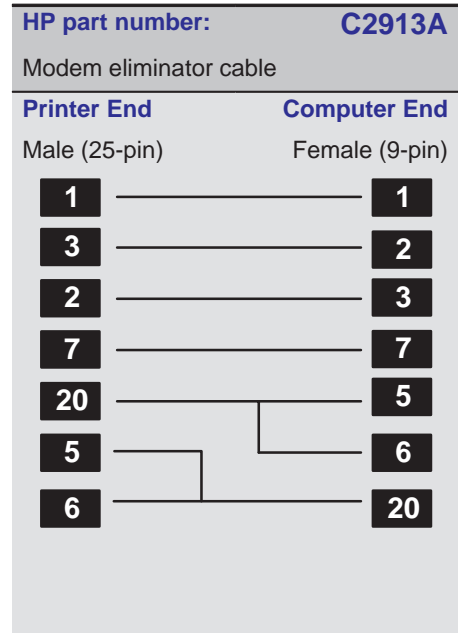 HP part number: C2913A
Modem eliminator cable
Printer End Computer End
Male (25-pin) Female (9-pin)
1 1
3 2
2 3
7 7
20 5
5 6
6 20